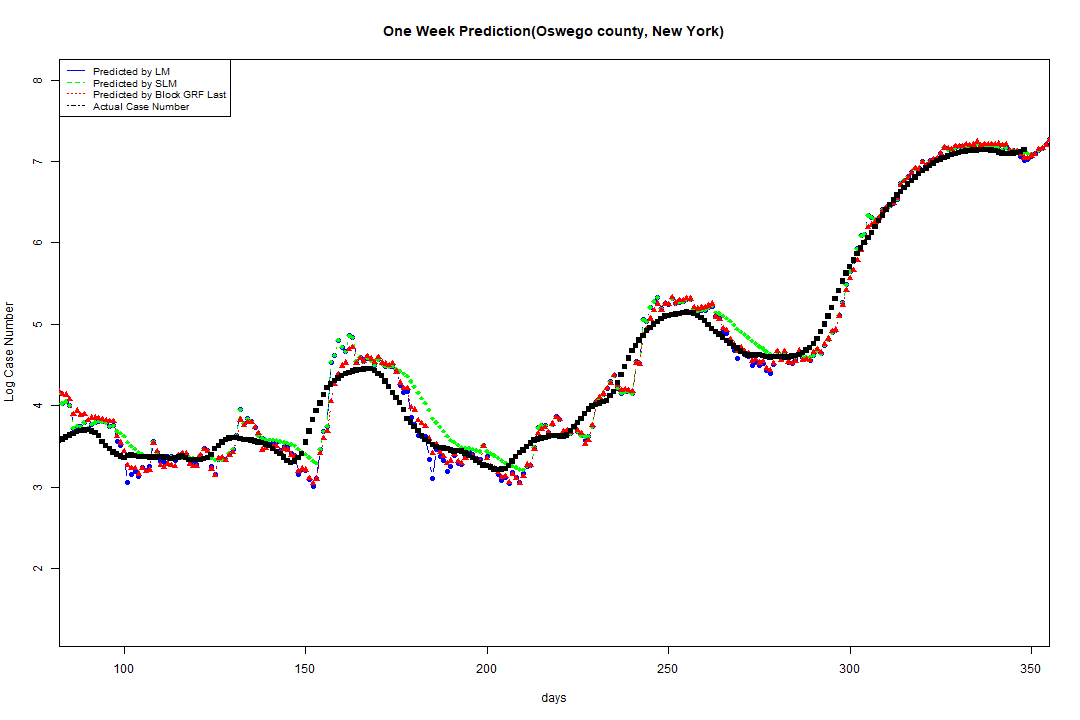 One Week Prediction(Oswego county, New York)
Predicted by LM
Predicted by SLM
Predicted by Block GRF Last
Actual Case Number
8
7
6
5
4
3
2
Log Case Number
100 150 200 250 300 350
days